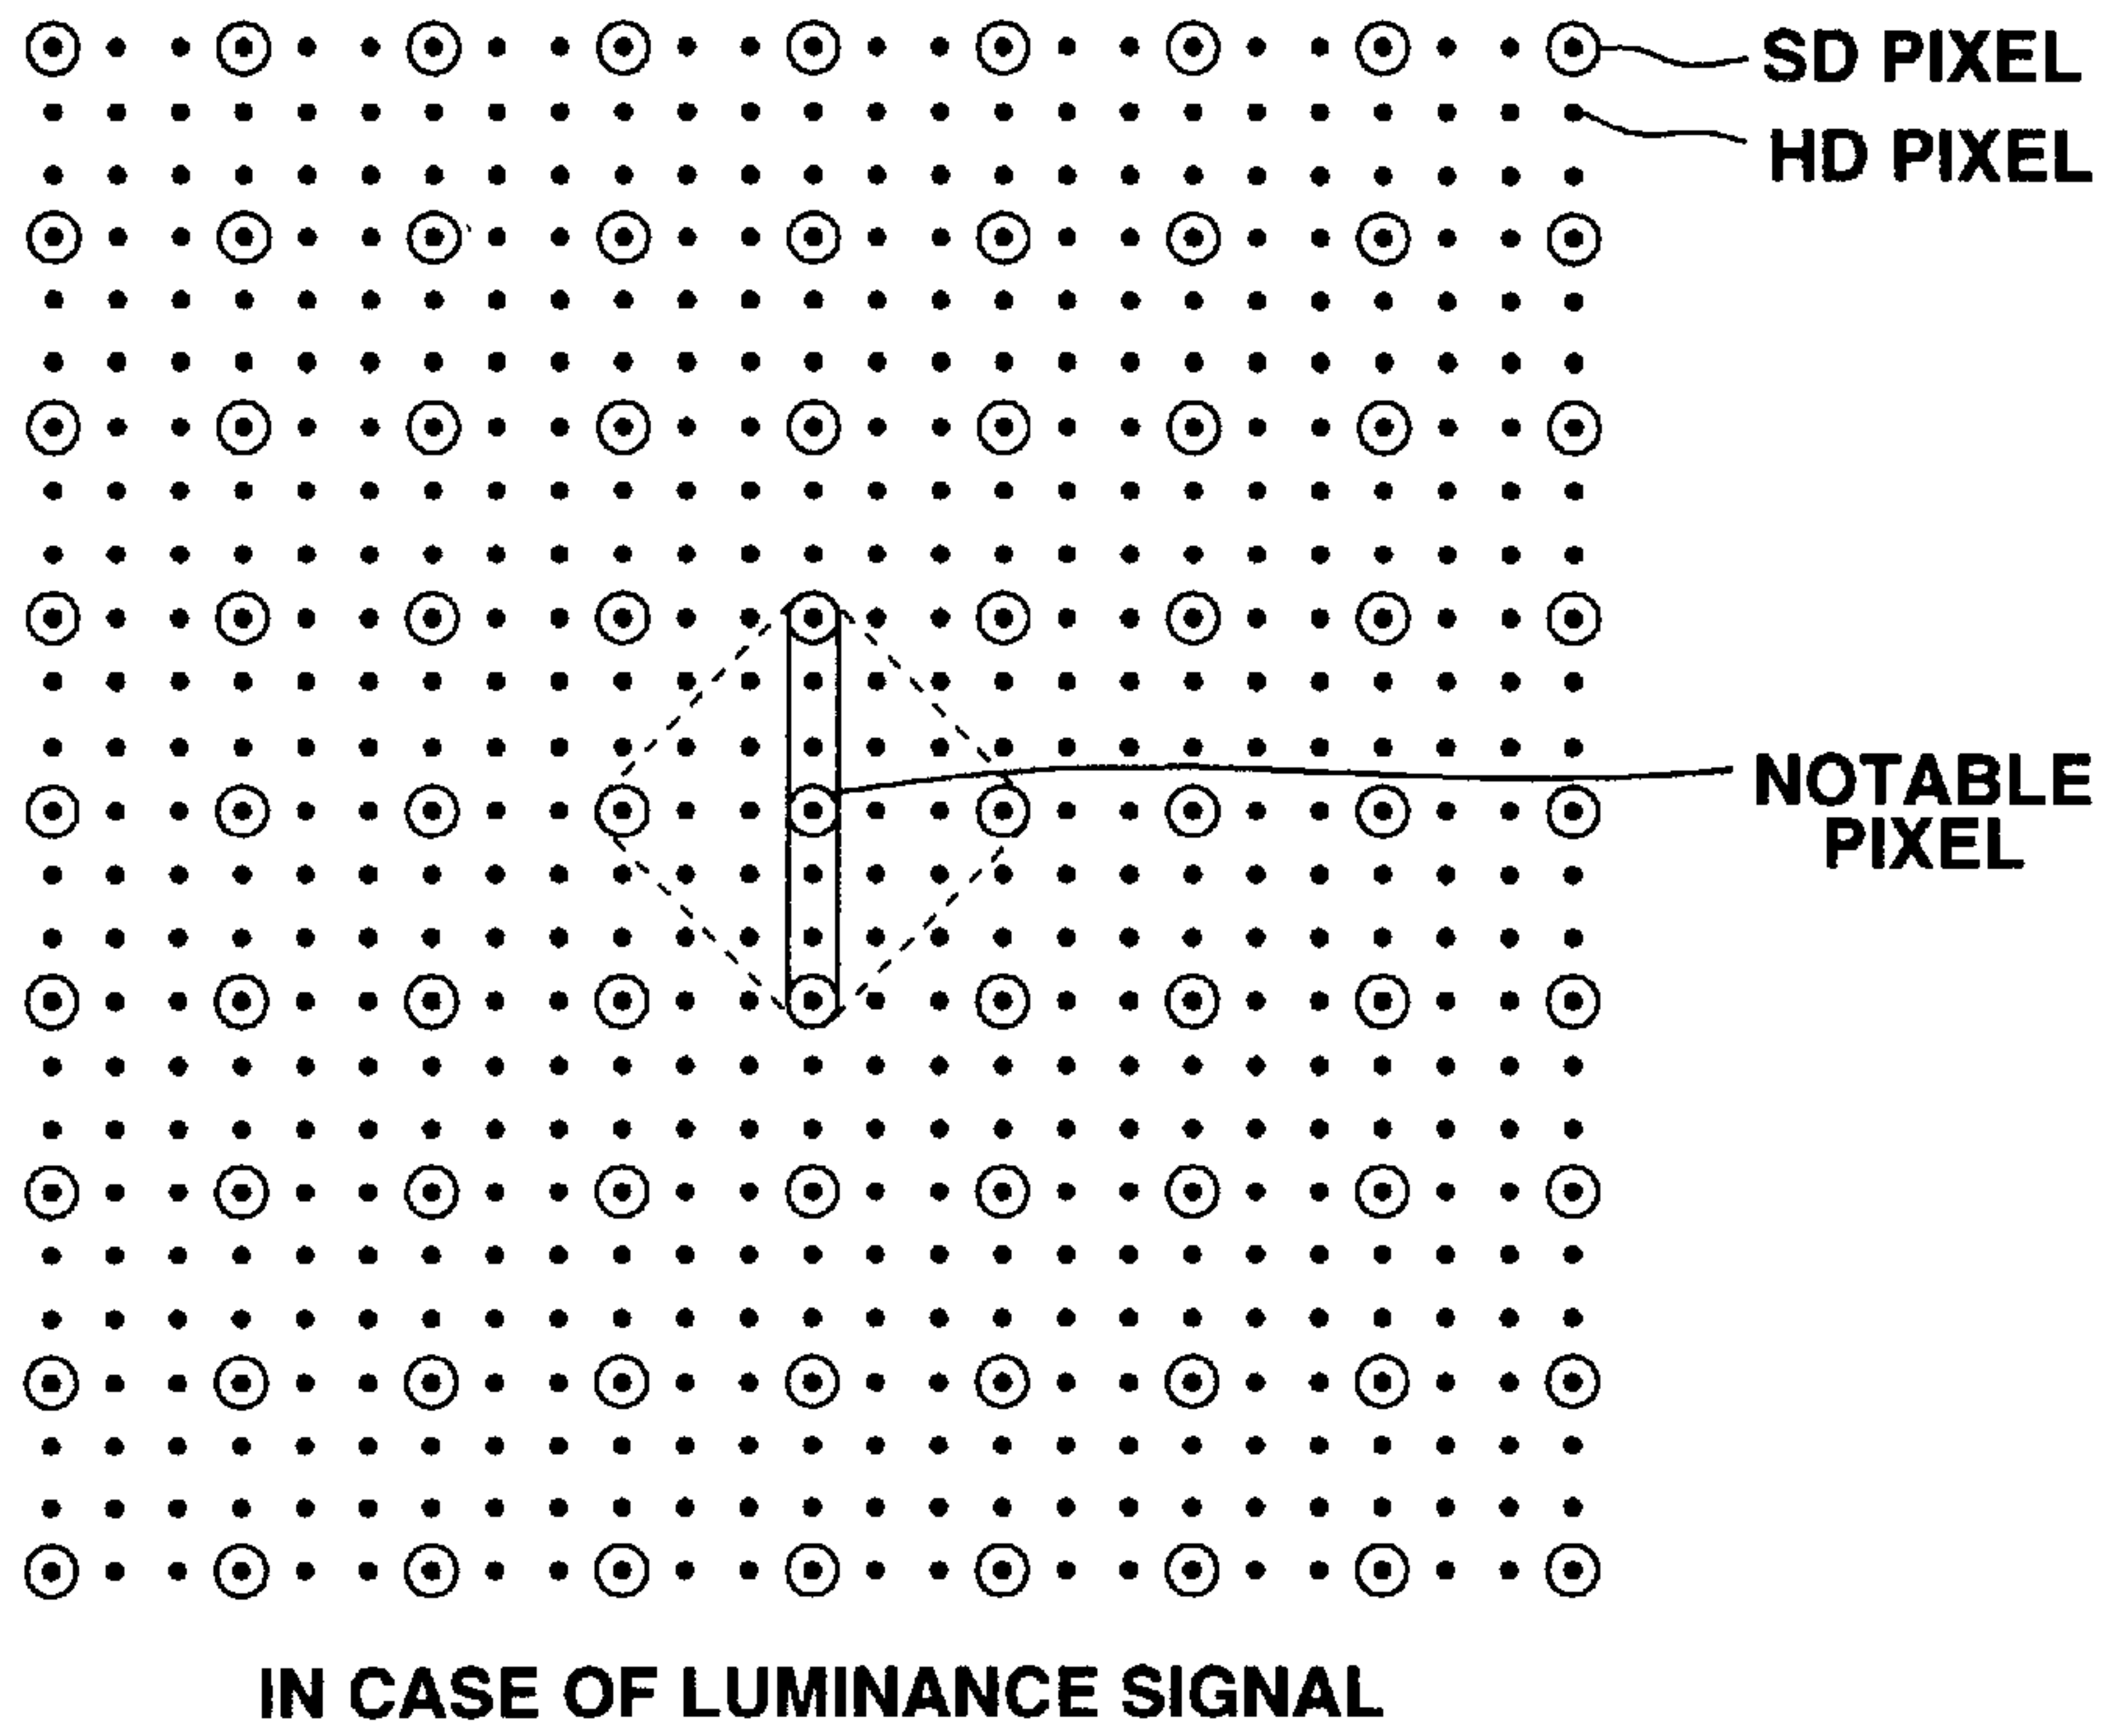 SD PIXEL
HD PIXEL
NOTABLE
PIXEL
IN CASE OF LUMINANCE SIGNAL